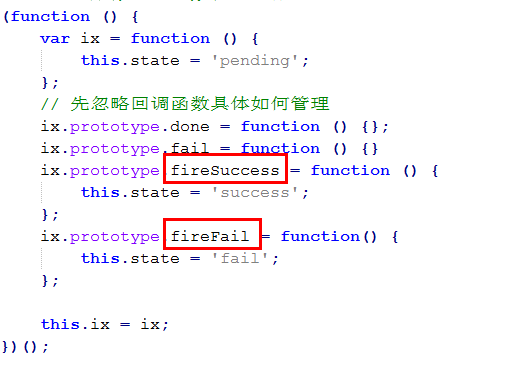 (function () {
    var ix = function () {
        this.state = 'pending';
    };
    // 先忽略回调函数具体如何管理
    ix.prototype.done = function () {};
    ix.prototype.fail = function () {}
    ix.prototype.fireSuccess = function () {
        this.state = 'success';
    };
    ix.prototype.fireFail = function() {
        this.state = 'fail';
    };

    this.ix = ix;
})();